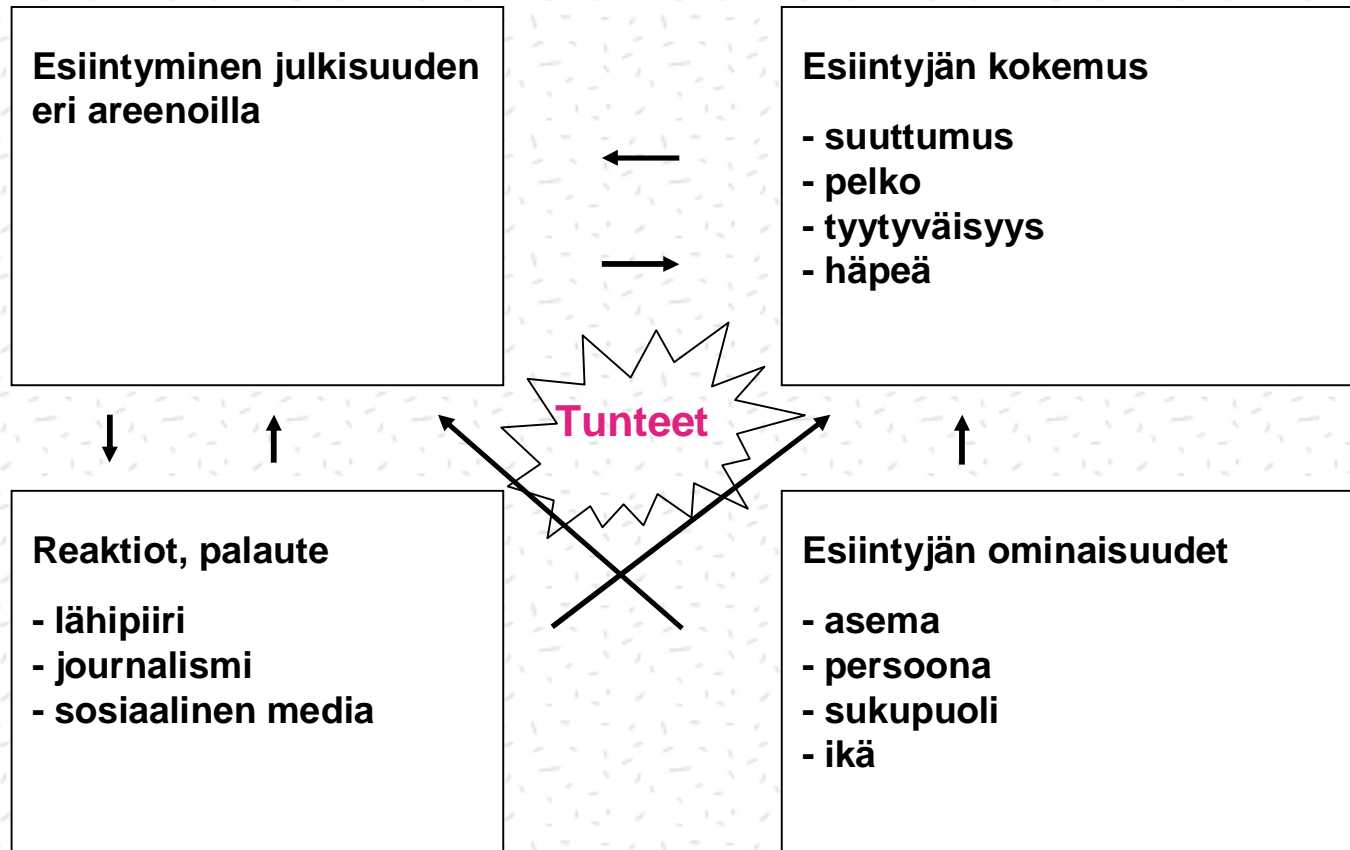 Esiintyminen julkisuuden
eri areenoilla
Esiintyjän kokemus
- suuttumus
- pelko
- tyytyväisyys
- häpeä
Tunteet
Reaktiot, palaute
- lähipiiri
- journalismi
- sosiaalinen media
Esiintyjän ominaisuudet
- asema
- persoona
- sukupuoli
- ikä